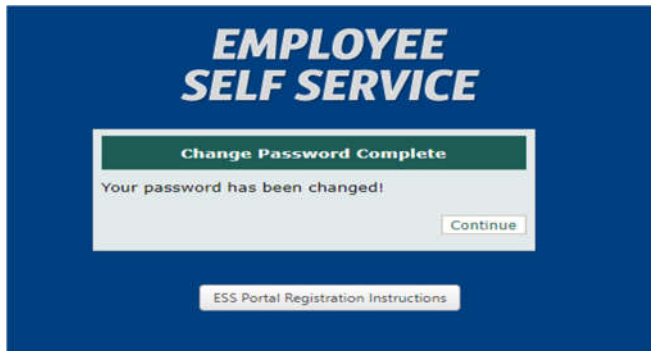 EMPLOYEE
SELF SERVICE
Change Password Complete
Your password has been changed!
Continue
ESS Portal Registration Instructions